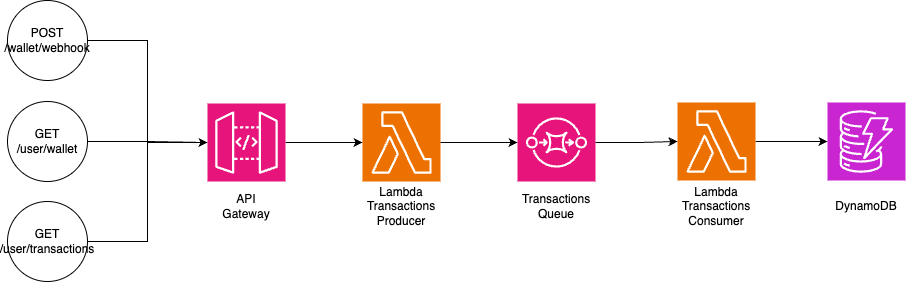 POST
/wallet/webhook
GET
/user/wallet
GET
/user/transactions
API
Gateway
Lambda
Transactions
Producer
Transactions
Queue
Lambda
Transactions
Consumer
DynamoDB